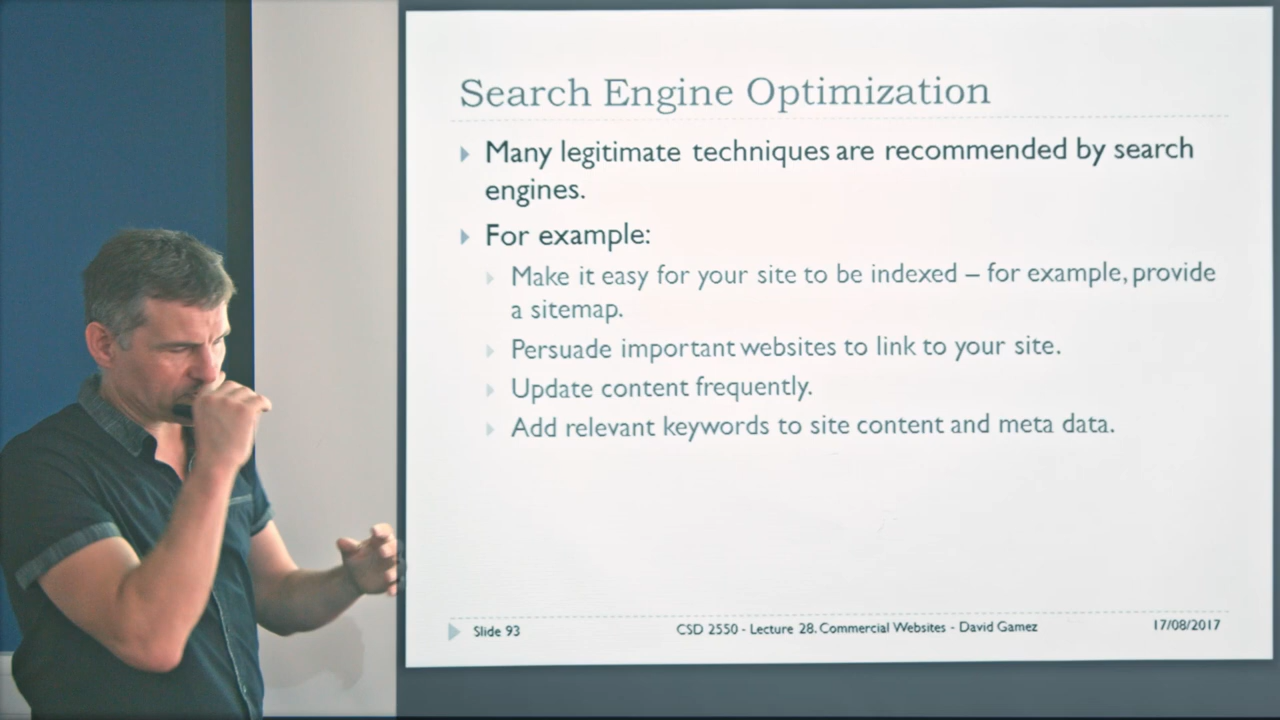 Search Engine Optimization
Many legitimate techniques are recommended by search
engines.
For example:
Make it easy for your site to be indexed – for example, provide
a sitemap.
Persuade important websites to link to your site.
Update content frequently.
Add relevant keywords to site content and meta data.
Slide 93 CSD 2550 - Lecture 28. Commercial Websites - David Gamez 17/08/2017